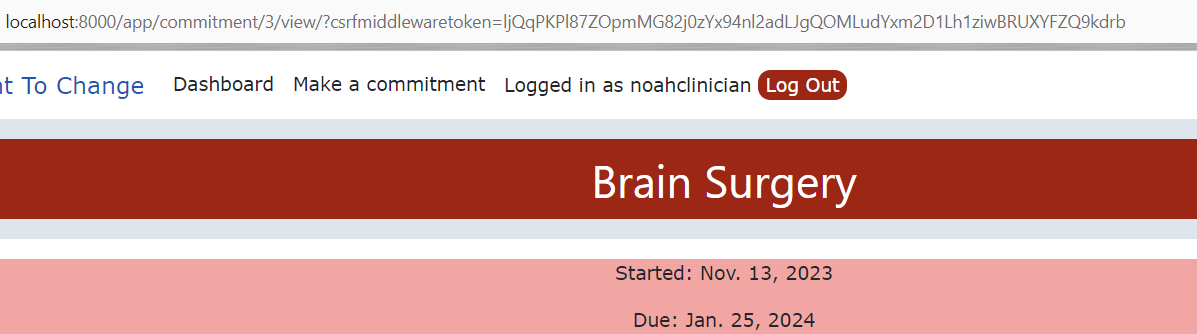 localhost:8000/app/commitment/3/view/?csrfmiddlewaretoken=ljQqPKPl87ZOpmMG82j0zYx94nl2adLJgQOMLudYxm2D1Lh1ziwBRUXYFZQ9kdrb
nt To Change Dashboard Make a commitment Logged in as noahclinician Log Out
Brain Surgery
Started: Nov. 13, 2023
Due: Jan. 25, 2024